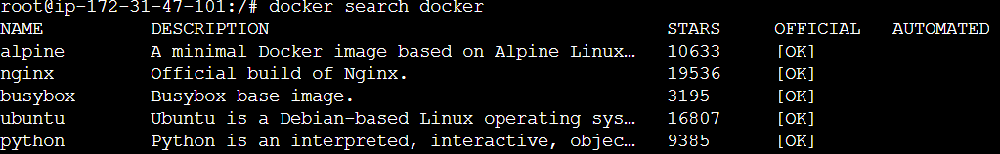 root@ip-172-31-47-101:/# docker search docker
NAME DESCRIPTION STARS OFFICIAL AUTOMATED
alpine A minimal Docker image based on Alpine Linux… 10633 [OK]
nginx Official build of Nginx. 19536 [OK]
busybox Busybox base image. 3195 [OK]
ubuntu Ubuntu is a Debian-based Linux operating sys… 16807 [OK]
python Python is an interpreted, interactive, objec… 9385 [OK]